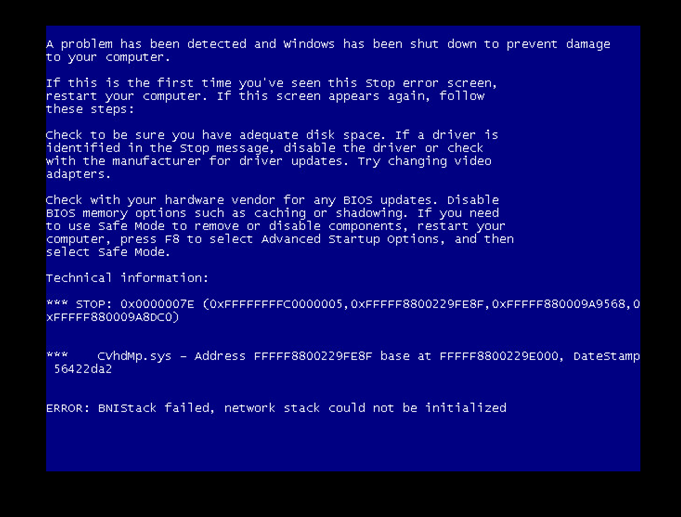 A problem has been detected and Windows has been shut down to prevent damage
to your computer.
If this is the first time you've seen this Stop error screen,
restart your computer. If this screen appears again, follow
these steps:
Check to be sure you have adequate disk space. If a driver is
identified in the Stop message, disable the driver or check
with the manufacturer for driver updates. Try changing video
adapters.
Check with your hardware vendor for any BIOS updates. Disable
BIOS memory options such as caching or shadowing. If you need
to use Safe Mode to remove or disable components, restart your
computer, press F8 to select Advanced Startup Options, and then
select Safe Mode.
Technical information:
*** STOP: 0x0000007E (0xFFFFFFFFC0000005,0xFFFFF8800229FE8F,0xFFFFF880009A9568,0
xFFFFF880009A8DC0)
***    CVhdMp.sys - Address FFFFF8800229FE8F base at FFFFF8800229E000, DateStamp
 56422da2
ERROR: BNIStack failed, network stack could not be initialized